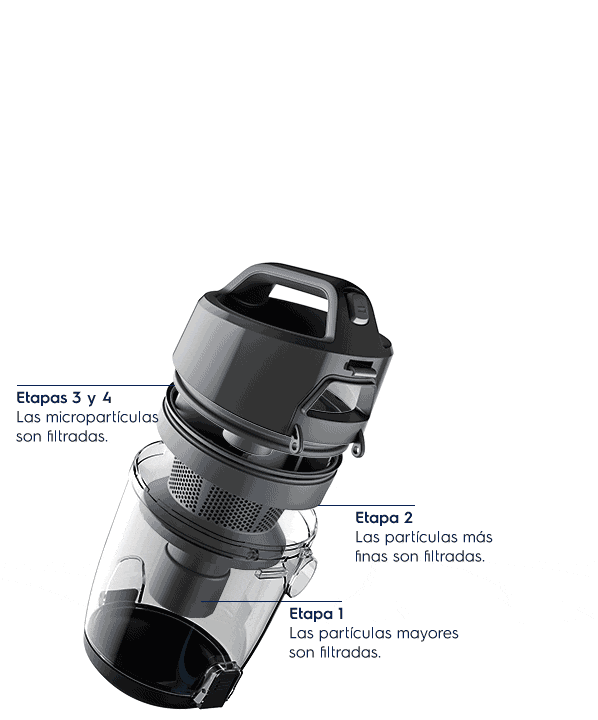 Etapas 3 y 4
Las micropartículas
son filtradas.
Etapa 2
Las partículas más
finas son filtradas.
Etapa 1
Las partículas mayores
son filtradas.